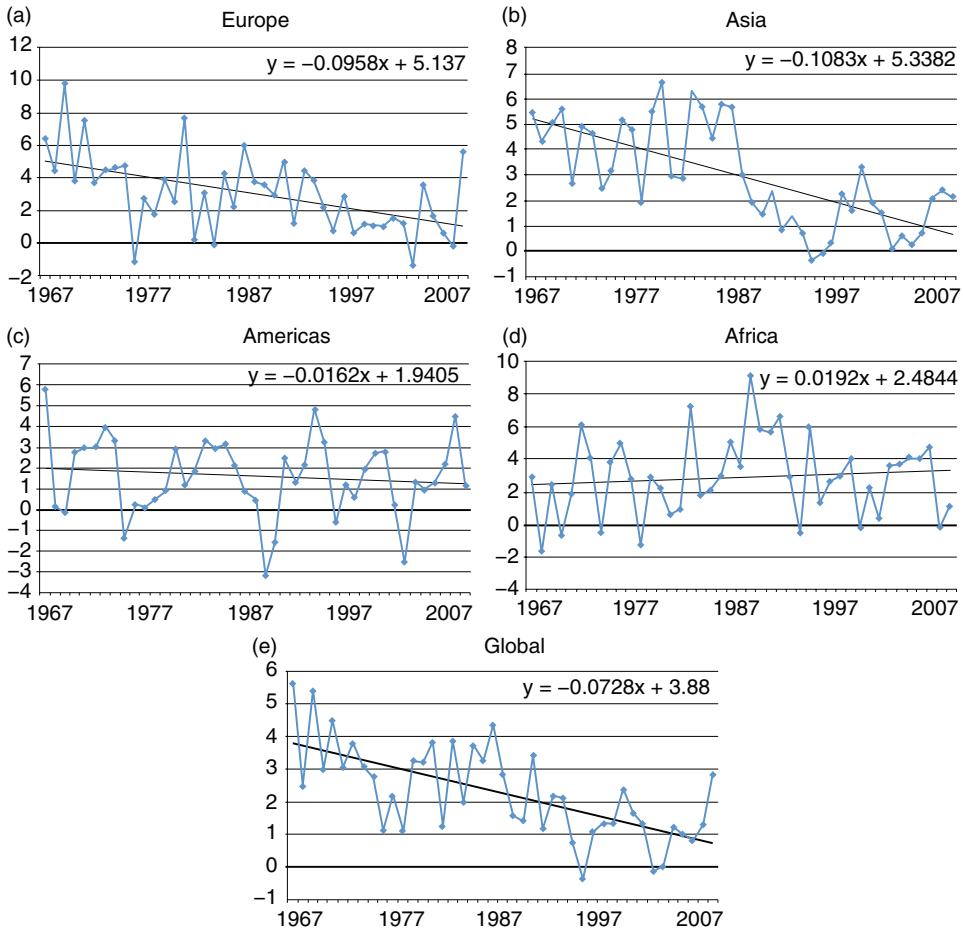 (a)
Europe
y = −0.0958x + 5.137
12
10
8
6
4
2
0
−2
1967 1977 1987 1997 2007
(b)
Asia
y = −0.1083x + 5.3382
8
7
6
5
4
3
2
1
0
−1
1967 1977 1987 1997 2007
(c)
Americas
y = −0.0162x + 1.9405
7
6
5
4
3
2
1
0
−1
−2
−3
−4
1967 1977 1987 1997 2007
(d)
Africa
y = 0.0192x + 2.4844
10
8
6
4
2
0
−2
−4
1967 1977 1987 1997 2007
(e)
Global
y = −0.0728x + 3.88
6
5
4
3
2
1
0
−1
1967 1977 1987 1997 2007